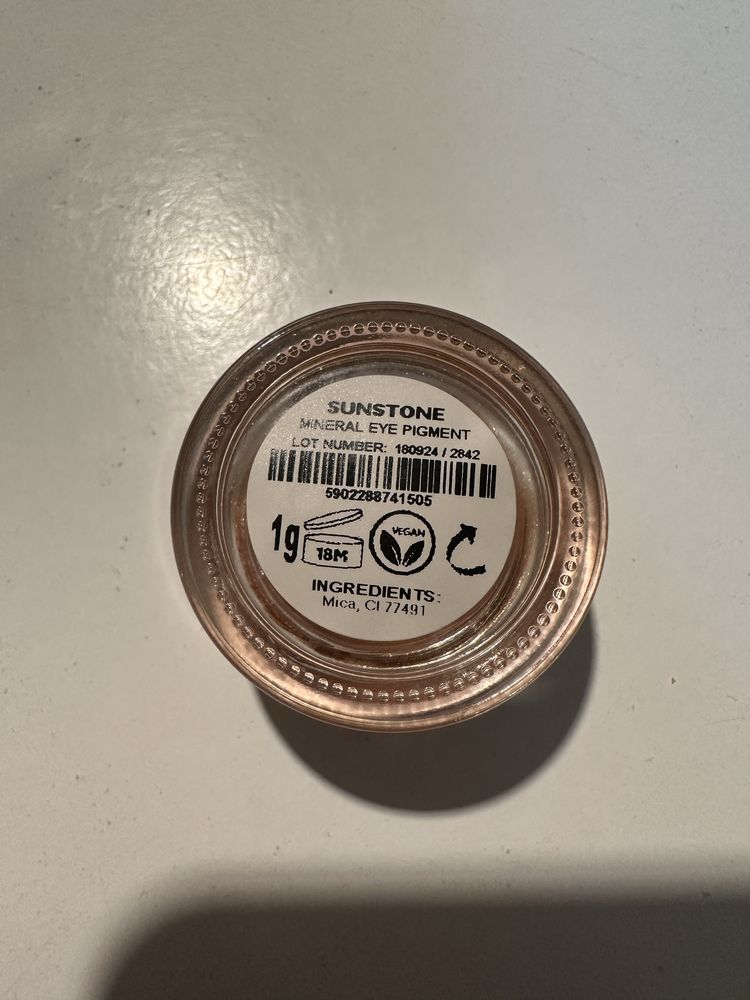 SUNSTONE
MINERAL EYE PIGMENT
LOT NUMBER: 180924 / 2842
5902288741505
1g 18M VEGAN
INGREDIENTS:
Mica, CI 77491